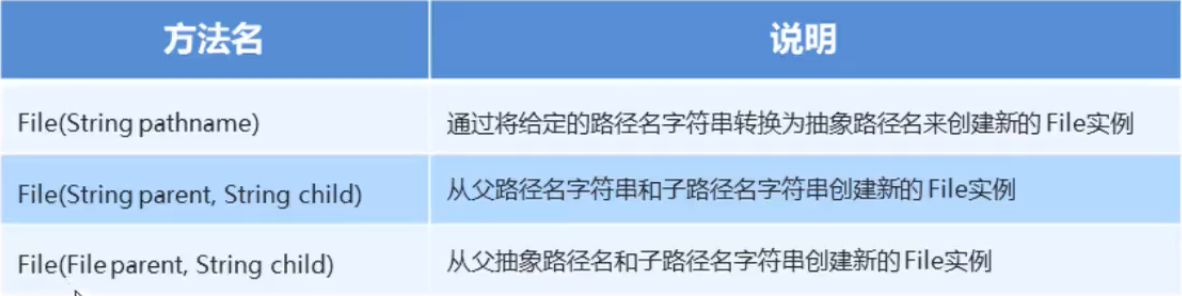 方法名 说明
File(String pathname) 通过将给定的路径名字符串转换为抽象路径名来创建新的 File实例
File(String parent, String child) 从父路径名字符串和子路径名字符串创建新的 File实例
File(File parent, String child) 从父抽象路径名和子路径名字符串创建新的 File实例